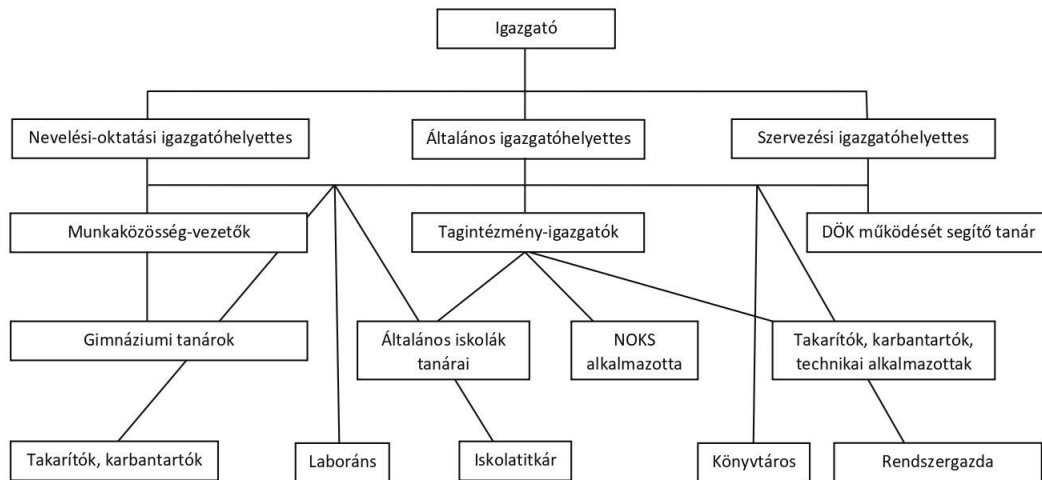 Igazgató
Nevelési-oktatási igazgatóhelyettes
Általános igazgatóhelyettes
Szervezési igazgatóhelyettes
Munkaközösség-vezetők
Tagintézmény-igazgatók
DÖK működését segítő tanár
Gimnáziumi tanárok
Általános iskolák
tanárai
NOKS
alkalmazotta
Takarítók, karbantartók,
technikai alkalmazottak
Takarítók, karbantartók
Laboráns
Iskolatitkár
Könyvtáros
Rendszergazda